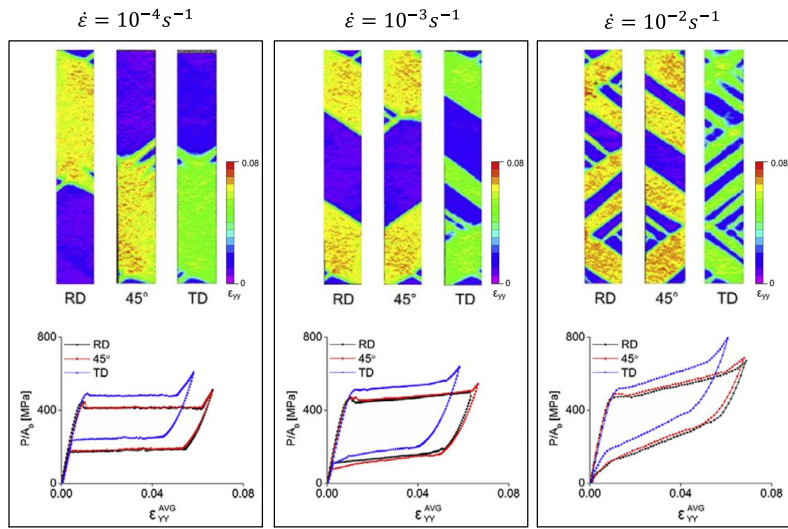 ε̇ = 10⁻⁴s⁻¹
0.08
0
ε_YY
RD 45° TD
800
400
0
P/A₀ [MPa]
RD
45°
TD
0.00 0.04 0.08
ε_YY^AVG
ε̇ = 10⁻³s⁻¹
0.08
0
ε_YY
RD 45° TD
800
400
0
P/A₀ [MPa]
RD
45°
TD
0.00 0.04 0.08
ε_YY^AVG
ε̇ = 10⁻²s⁻¹
0.08
0
ε_YY
RD 45° TD
800
400
0
P/A₀ [MPa]
RD
45°
TD
0.00 0.04 0.08
ε_YY^AVG